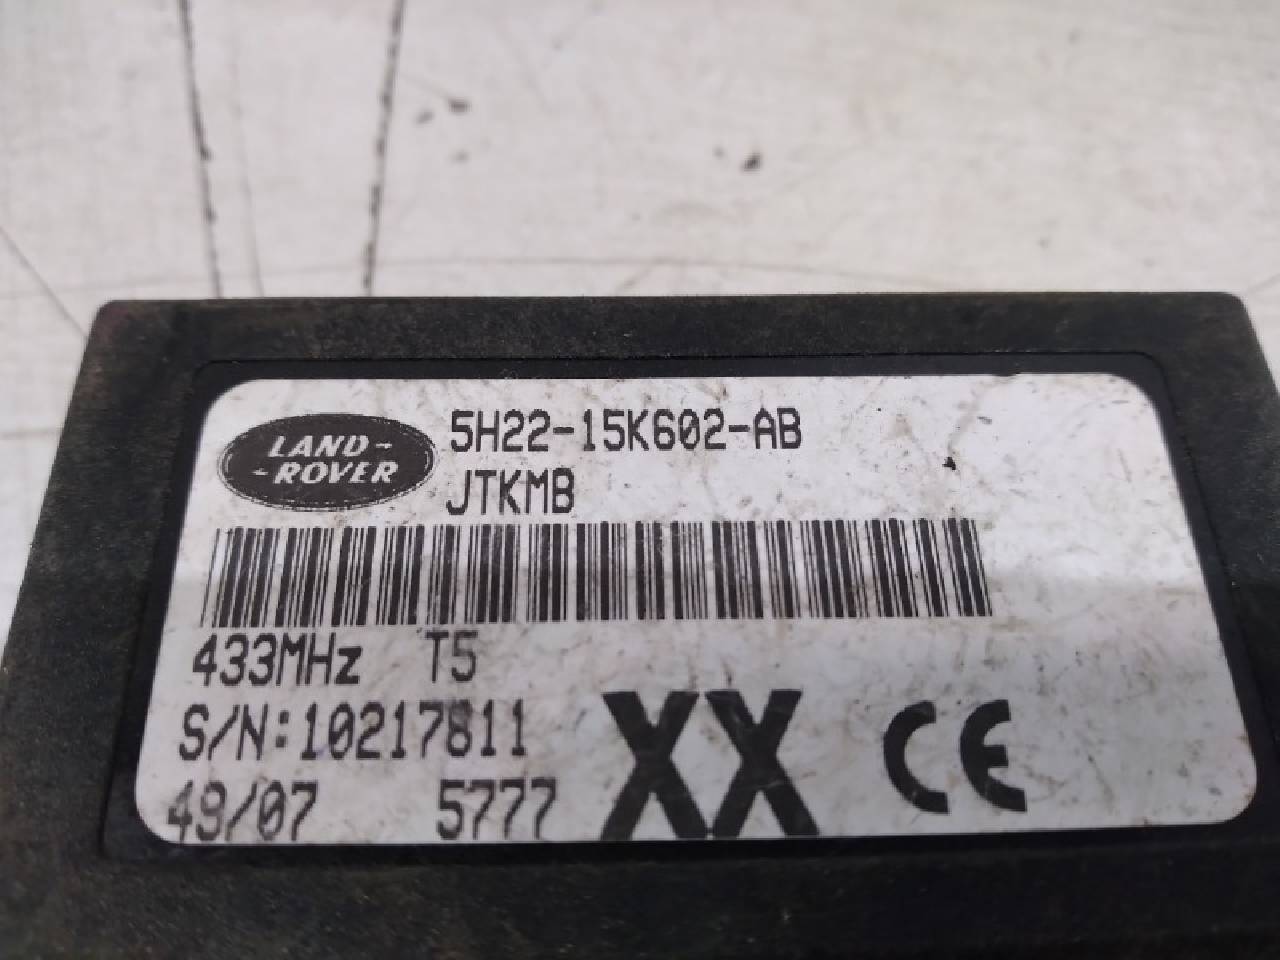 LAND-
-ROVER
5H22-15K602-AB
JTKMB
433MHz T5
S/N:10217811
49/07 5777
XX CE